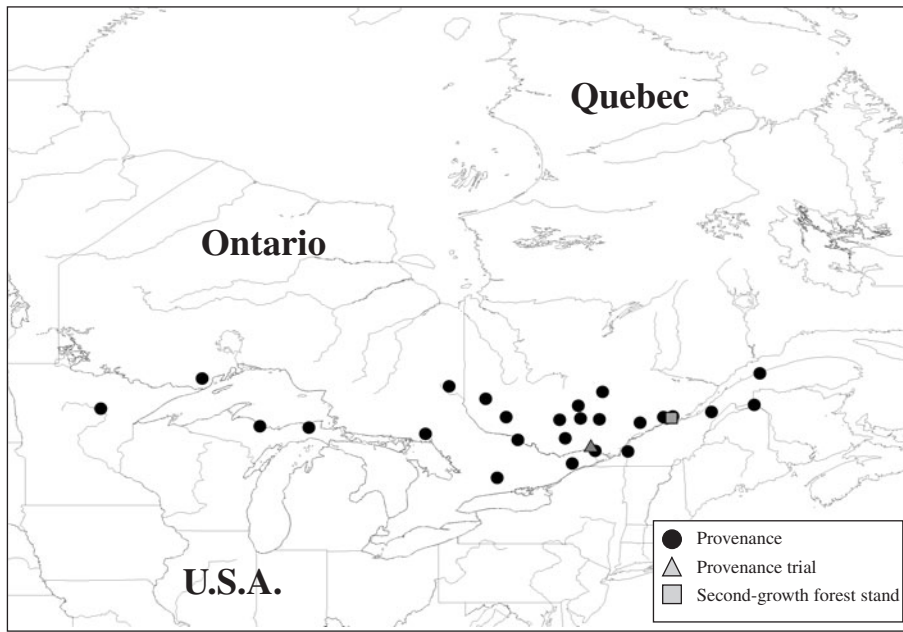 Quebec
Ontario
U.S.A.
Provenance
Provenance trial
Second-growth forest stand